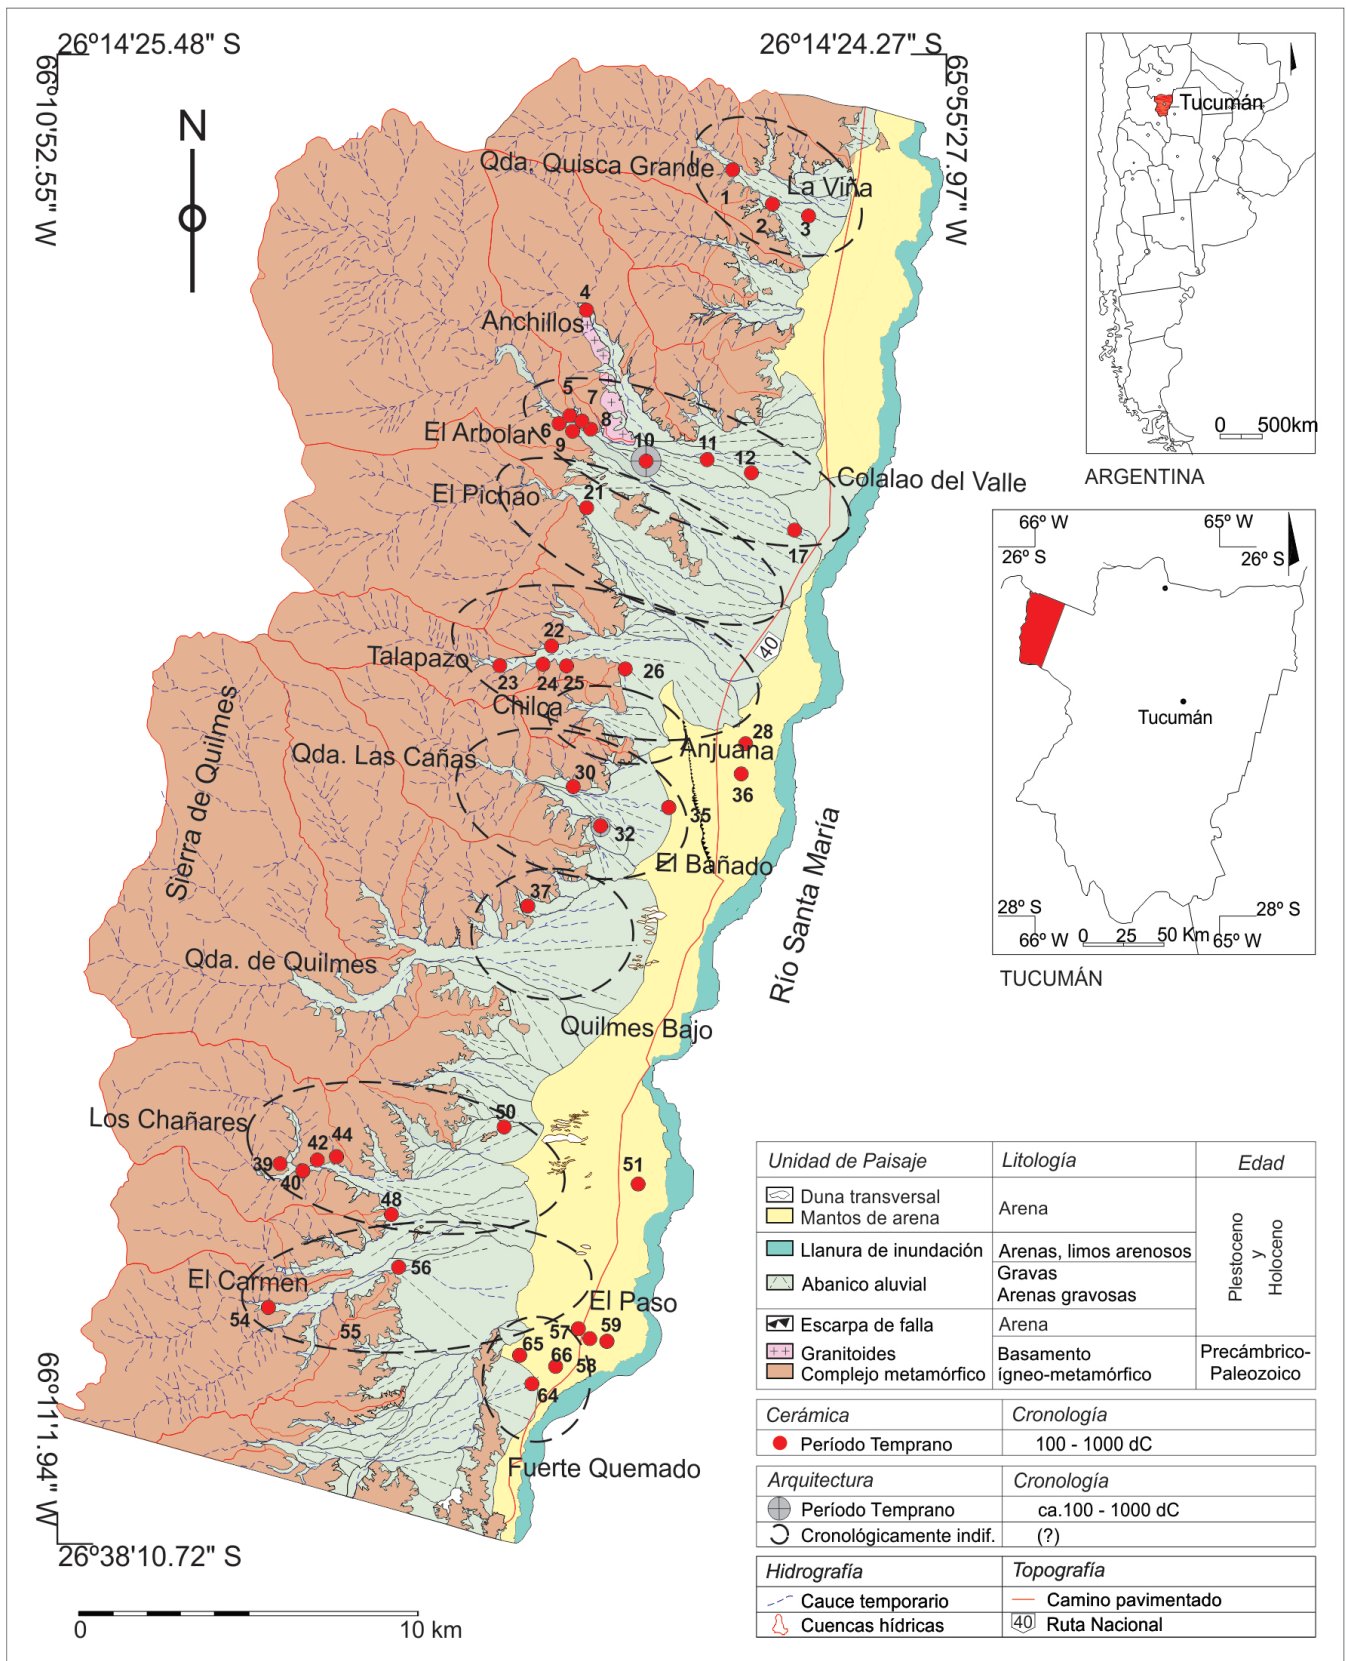 26º14'25.48" S
26º14'24.27" S
66º10'52.55" W
65º55'27.97" W
N
Qda. Quisca Grande
La Viña
1
2
3
4
Anchillos
5
7
6
8
El Arbolar
9
10
11
12
Colalao del Valle
El Pichao
21
17
22
40
Talapazo
23
24
25
26
Chilca
28
Anjuana
Qda. Las Cañas
30
36
35
32
El Bañado
Sierra de Quilmes
Río Santa María
37
Qda. de Quilmes
Quilmes Bajo
Los Chañares
50
42
44
39
40
51
48
El Carmen
56
54
55
El Paso
57
59
65
66
58
64
Fuerte Quemado
66º11'1.94" W
26º38'10.72" S
0 10 km
Tucumán
0 500km
ARGENTINA
66º W 65º W
26º S 26º S
Tucumán
28º S 28º S
66º W 0 25 50 Km 65º W
TUCUMÁN
Unidad de Paisaje Litología Edad
Duna transversal
Mantos de arena Arena
Llanura de inundación Arenas, limos arenosos
Abanico aluvial Gravas
Arenas gravosas
Plestoceno
y
Holoceno
Escarpa de falla Arena
Granitoides Basamento Precámbrico-
Complejo metamórfico ígneo-metamórfico Paleozoico
Cerámica Cronología
Período Temprano 100 - 1000 dC
Arquitectura Cronología
Período Temprano ca.100 - 1000 dC
Cronológicamente indif. (?)
Hidrografía Topografía
Cauce temporario Camino pavimentado
Cuencas hídricas 40 Ruta Nacional